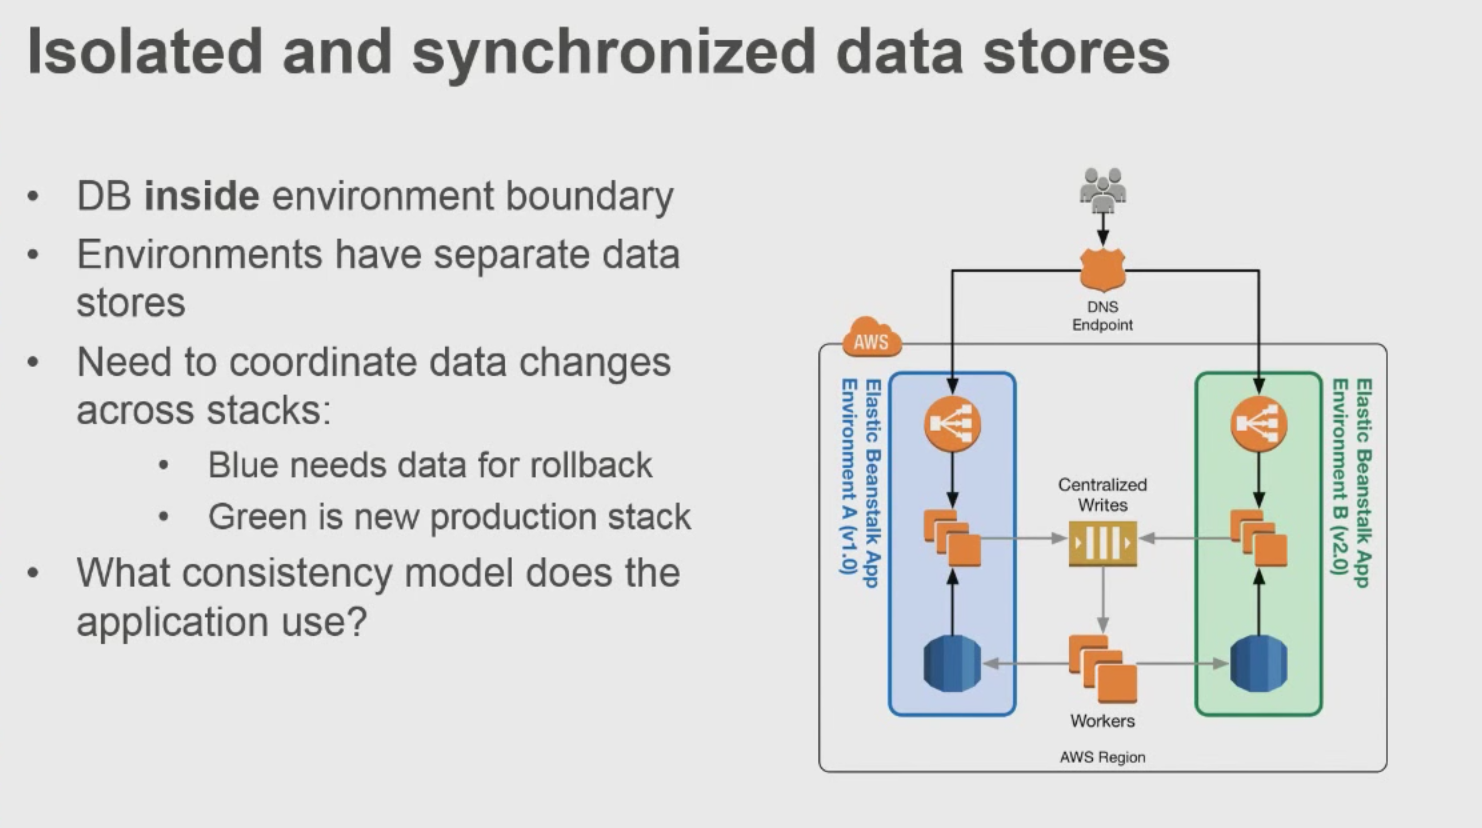 Isolated and synchronized data stores
• DB inside environment boundary
• Environments have separate data
stores
• Need to coordinate data changes
across stacks:
• Blue needs data for rollback
• Green is new production stack
• What consistency model does the
application use?
DNS
Endpoint
AWS
Elastic Beanstalk App
Environment A (v1.0)
Centralized
Writes
Workers
Elastic Beanstalk App
Environment B (v2.0)
AWS Region